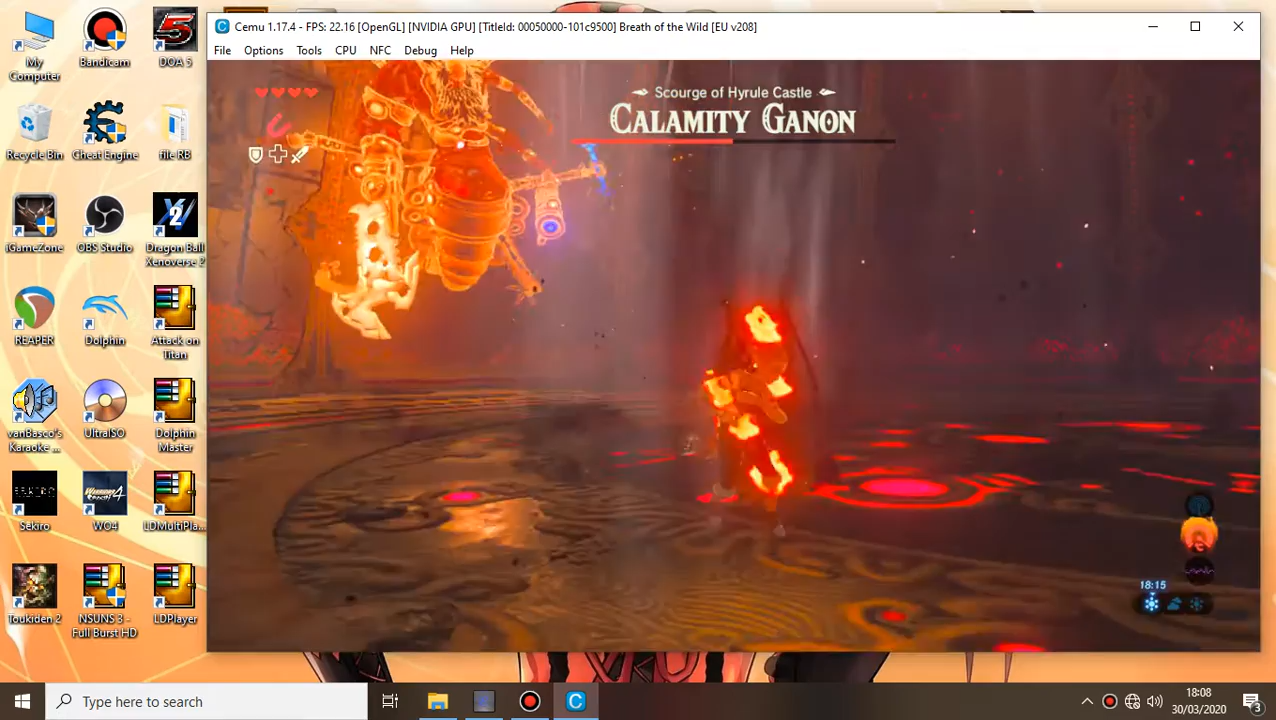 Cemu 1.17.4 - FPS: 22.16 [OpenGL] [NVIDIA GPU] [TitleId: 00050000-101c9500] Breath of the Wild [EU v208]
File Options Tools CPU NFC Debug Help
Scourge of Hyrule Castle
CALAMITY GANON
18:15
My Computer
Bandicam
DOA 5
Recycle Bin
Cheat Engine
file RB
iGameZone
OBS Studio
Dragon Ball Xenoverse 2
REAPER
Dolphin
Attack on Titan
vanBasco's Karaoke ...
UltraISO
Dolphin Master
Sekiro
WO4
LDMultiPla...
Toukiden 2
NSUNS 3 - Full Burst HD
LDPlayer
Type here to search
18:08
30/03/2020
3